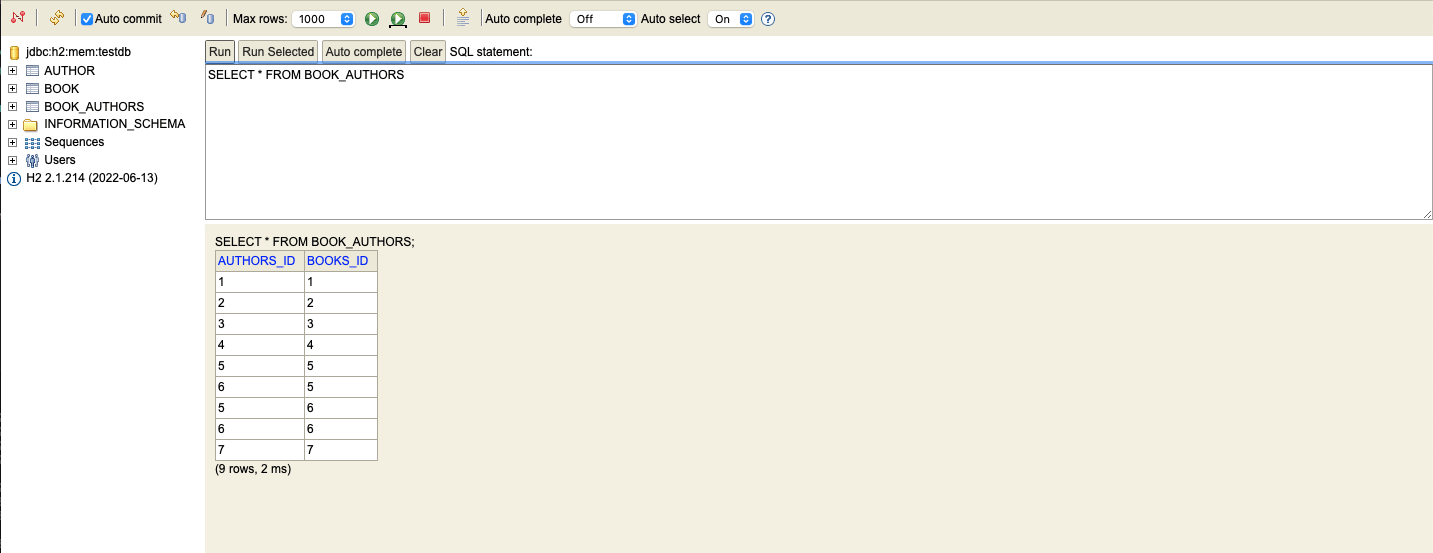 Auto commit Max rows: 1000 Auto complete Off Auto select On ?
jdbc:h2:mem:testdb
AUTHOR
BOOK
BOOK_AUTHORS
INFORMATION_SCHEMA
Sequences
Users
H2 2.1.214 (2022-06-13)
Run Run Selected Auto complete Clear SQL statement:
SELECT * FROM BOOK_AUTHORS
SELECT * FROM BOOK_AUTHORS;
AUTHORS_ID BOOKS_ID
1 1
2 2
3 3
4 4
5 5
6 5
5 6
6 6
7 7
(9 rows, 2 ms)